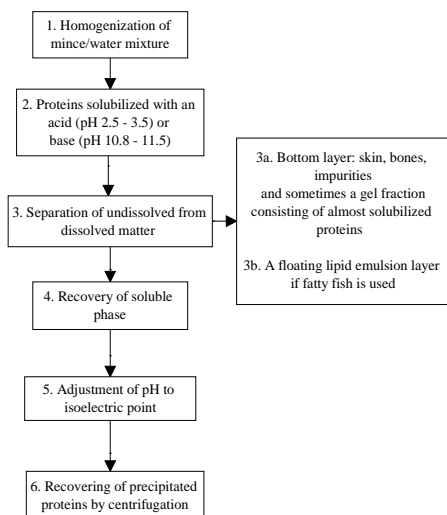 1. Homogenization of
mince/water mixture
2. Proteins solubilized with an
acid (pH 2.5 - 3.5) or
base (pH 10.8 - 11.5)
3. Separation of undissolved from
dissolved matter
3a. Bottom layer: skin, bones,
impurities
and sometimes a gel fraction
consisting of almost solubilized
proteins
3b. A floating lipid emulsion layer
if fatty fish is used
4. Recovery of soluble
phase
5. Adjustment of pH to
isoelectric point
6. Recovering of precipitated
proteins by centrifugation